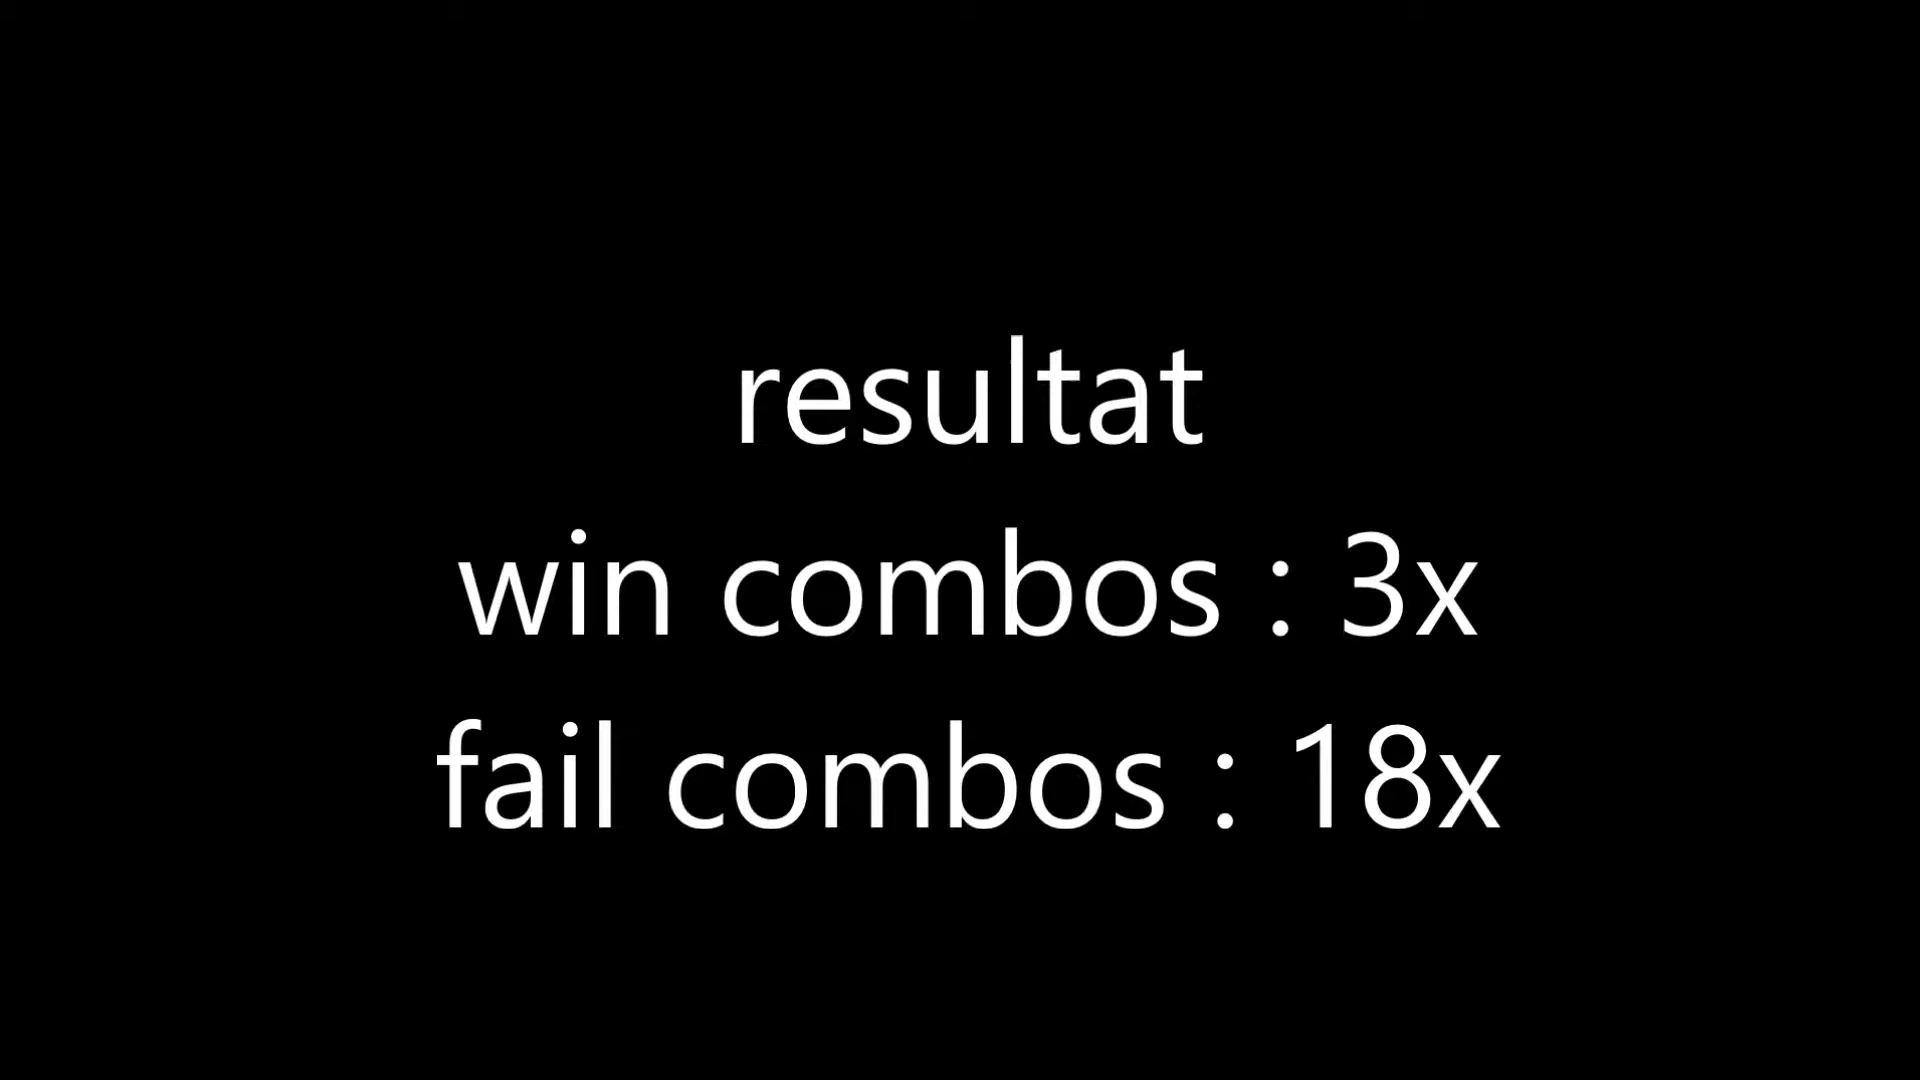 resultat
win combos : 3x
fail combos : 18x